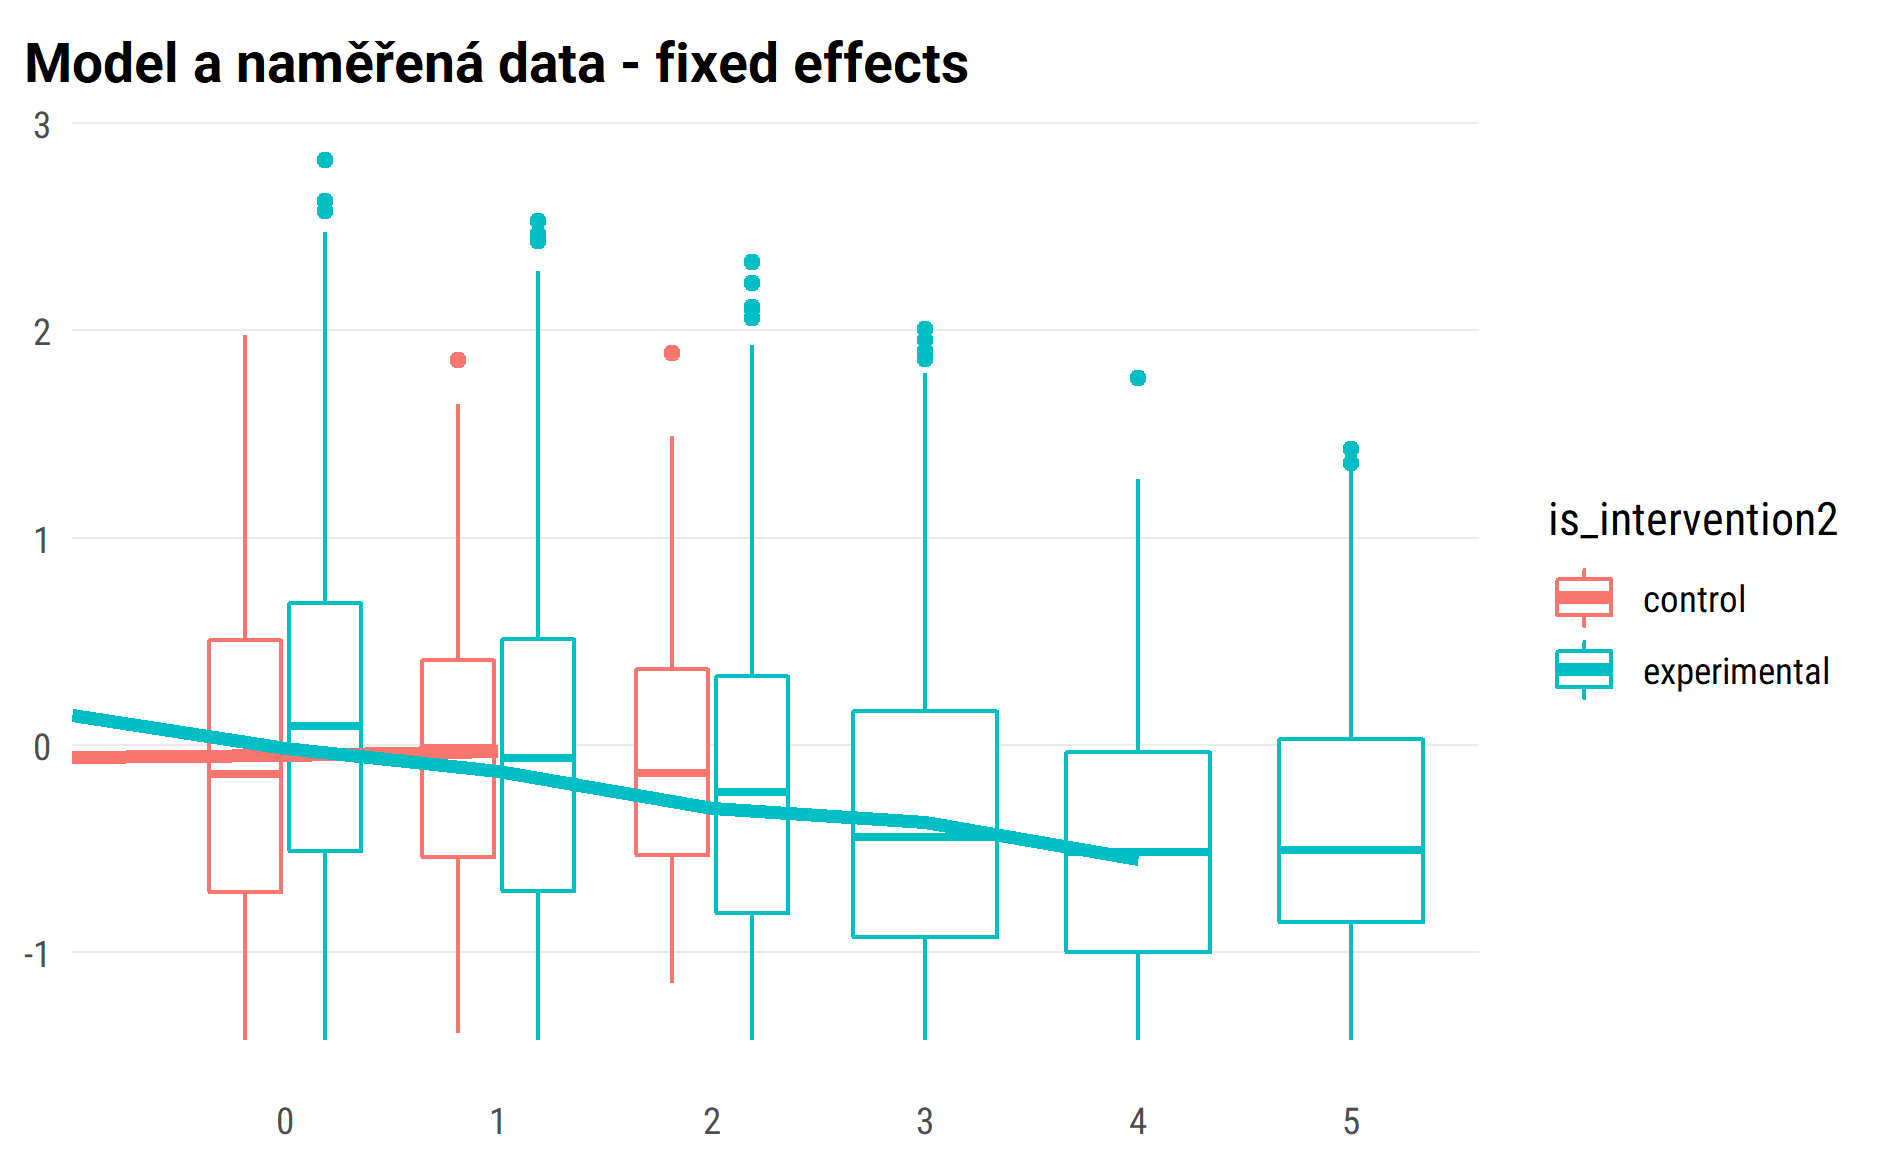 Model a naměřená data - fixed effects
3
2
1
0
-1
0 1 2 3 4 5
is_intervention2
control
experimental